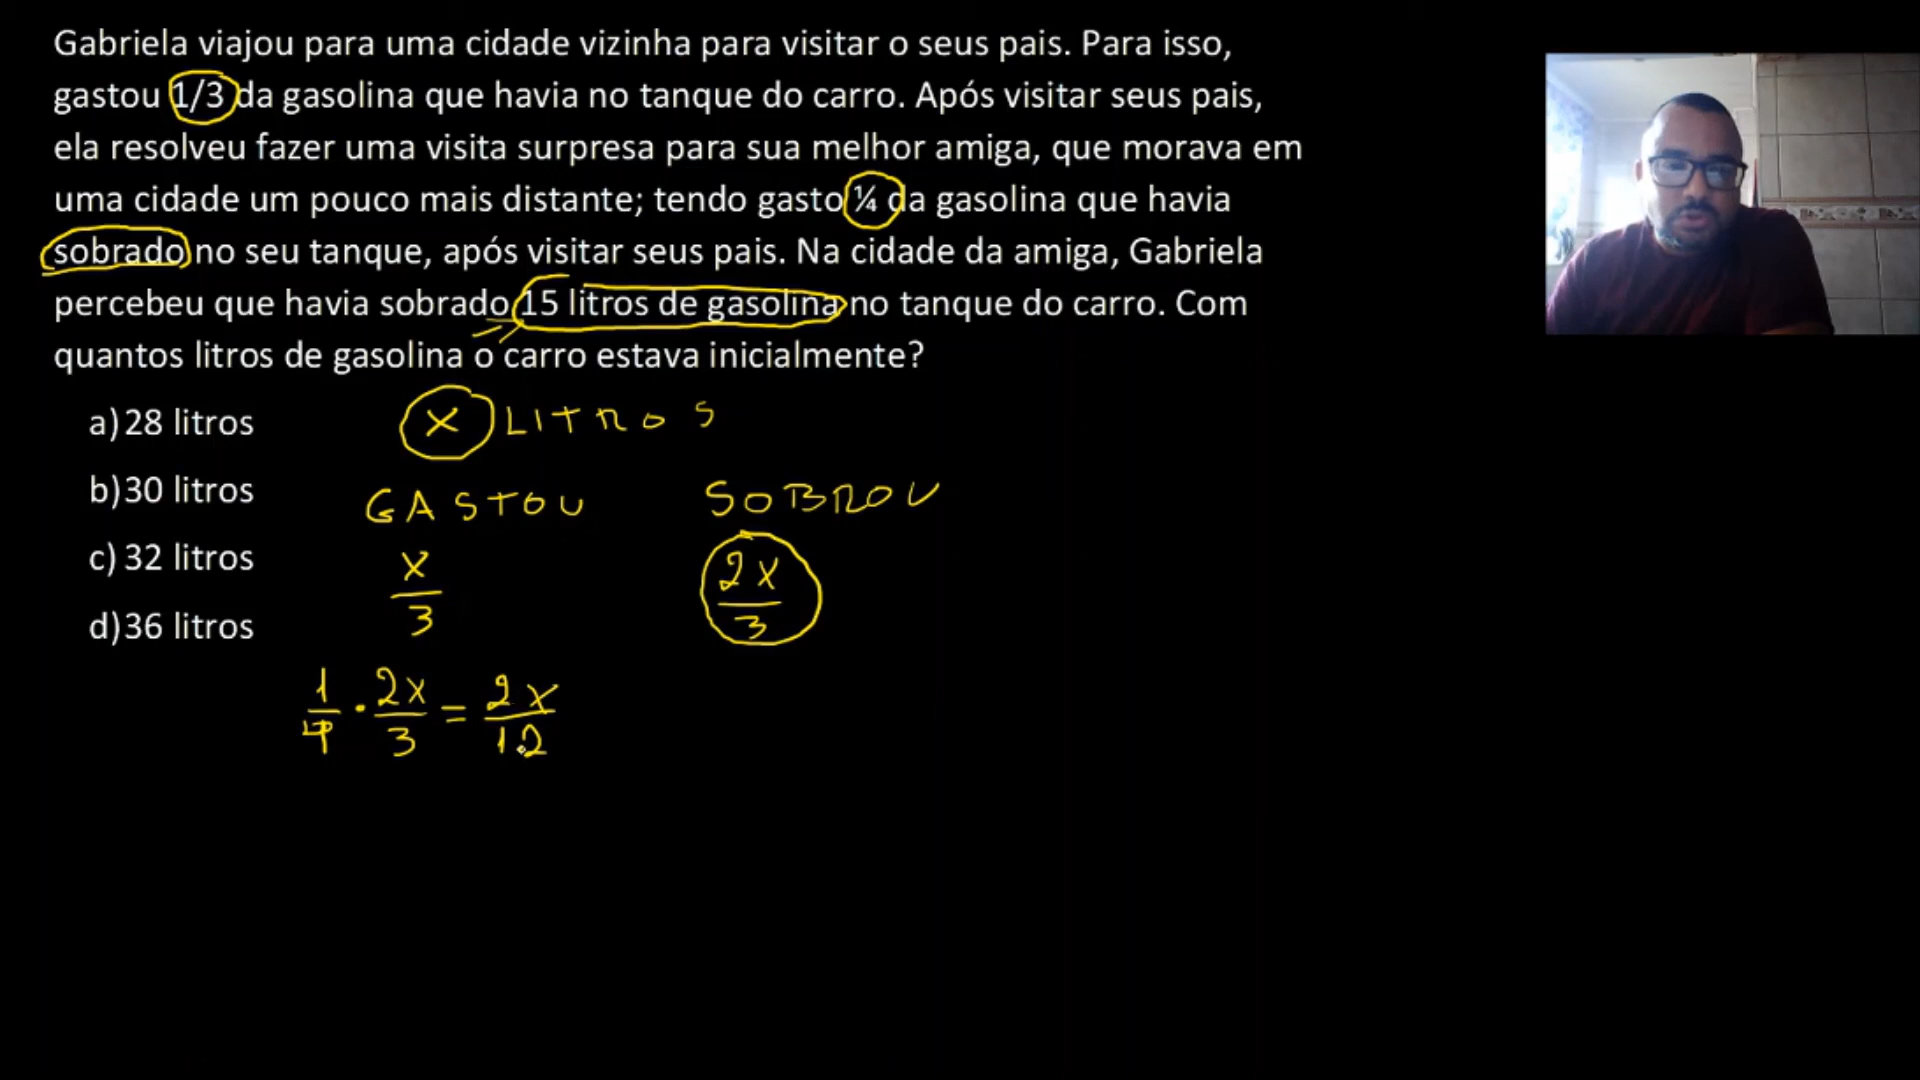 Gabriela viajou para uma cidade vizinha para visitar o seus pais. Para isso,
gastou 1/3 da gasolina que havia no tanque do carro. Após visitar seus pais,
ela resolveu fazer uma visita surpresa para sua melhor amiga, que morava em
uma cidade um pouco mais distante; tendo gasto ¼ da gasolina que havia
sobrado no seu tanque, após visitar seus pais. Na cidade da amiga, Gabriela
percebeu que havia sobrado 15 litros de gasolina no tanque do carro. Com
quantos litros de gasolina o carro estava inicialmente?
a) 28 litros
b) 30 litros
c) 32 litros
d) 36 litros
X LITROS
GASTOU SOBROU
x/3 2x/3
1/4 · 2x/3 = 2x/12